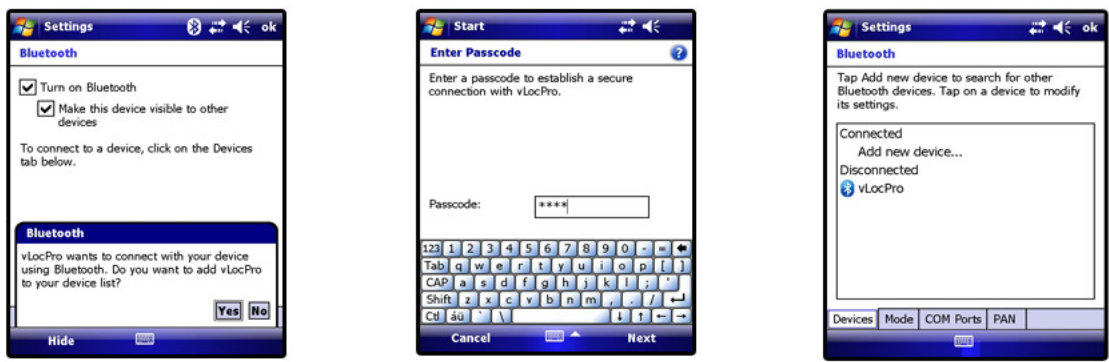 Settings
ok
Bluetooth
Turn on Bluetooth
Make this device visible to other
devices
To connect to a device, click on the Devices
tab below.
Bluetooth
vLocPro wants to connect with your device
using Bluetooth. Do you want to add vLocPro
to your device list?
Yes No
Hide
Start
Enter Passcode
?
Enter a passcode to establish a secure
connection with vLocPro.
Passcode: ****
123 1 2 3 4 5 6 7 8 9 0 - =
Tab q w e r t y u i o p [ ]
CAP a s d f g h j k l ; '
Shift z x c v b n m , . /
Ctl áü ` \
Cancel
Next
Settings
ok
Bluetooth
Tap Add new device to search for other
Bluetooth devices. Tap on a device to modify
its settings.
Connected
Add new device...
Disconnected
vLocPro
Devices Mode COM Ports PAN